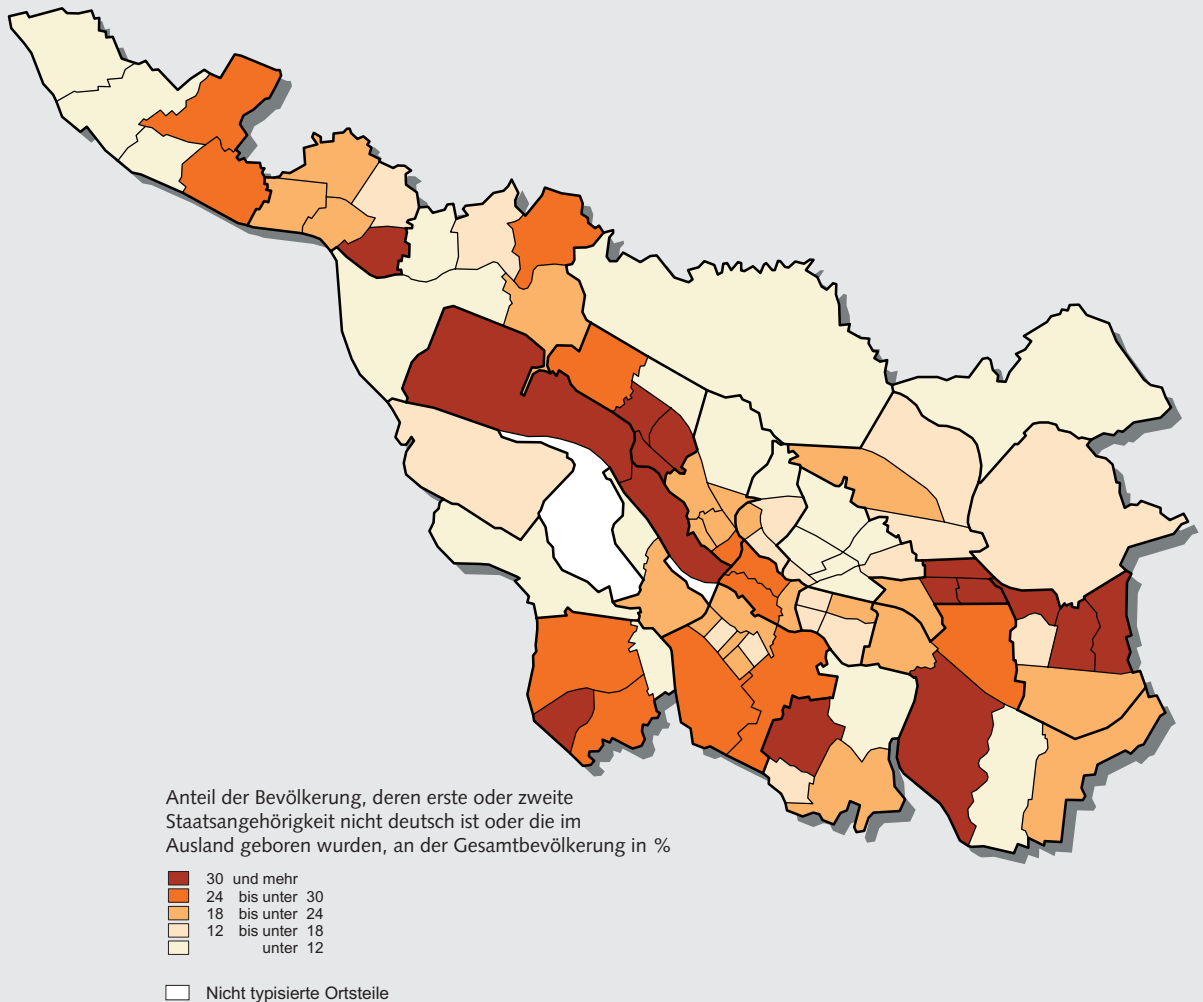 Anteil der Bevölkerung, deren erste oder zweite
Staatsangehörigkeit nicht deutsch ist oder die im
Ausland geboren wurden, an der Gesamtbevölkerung in %
30 und mehr
24 bis unter 30
18 bis unter 24
12 bis unter 18
unter 12
Nicht typisierte Ortsteile